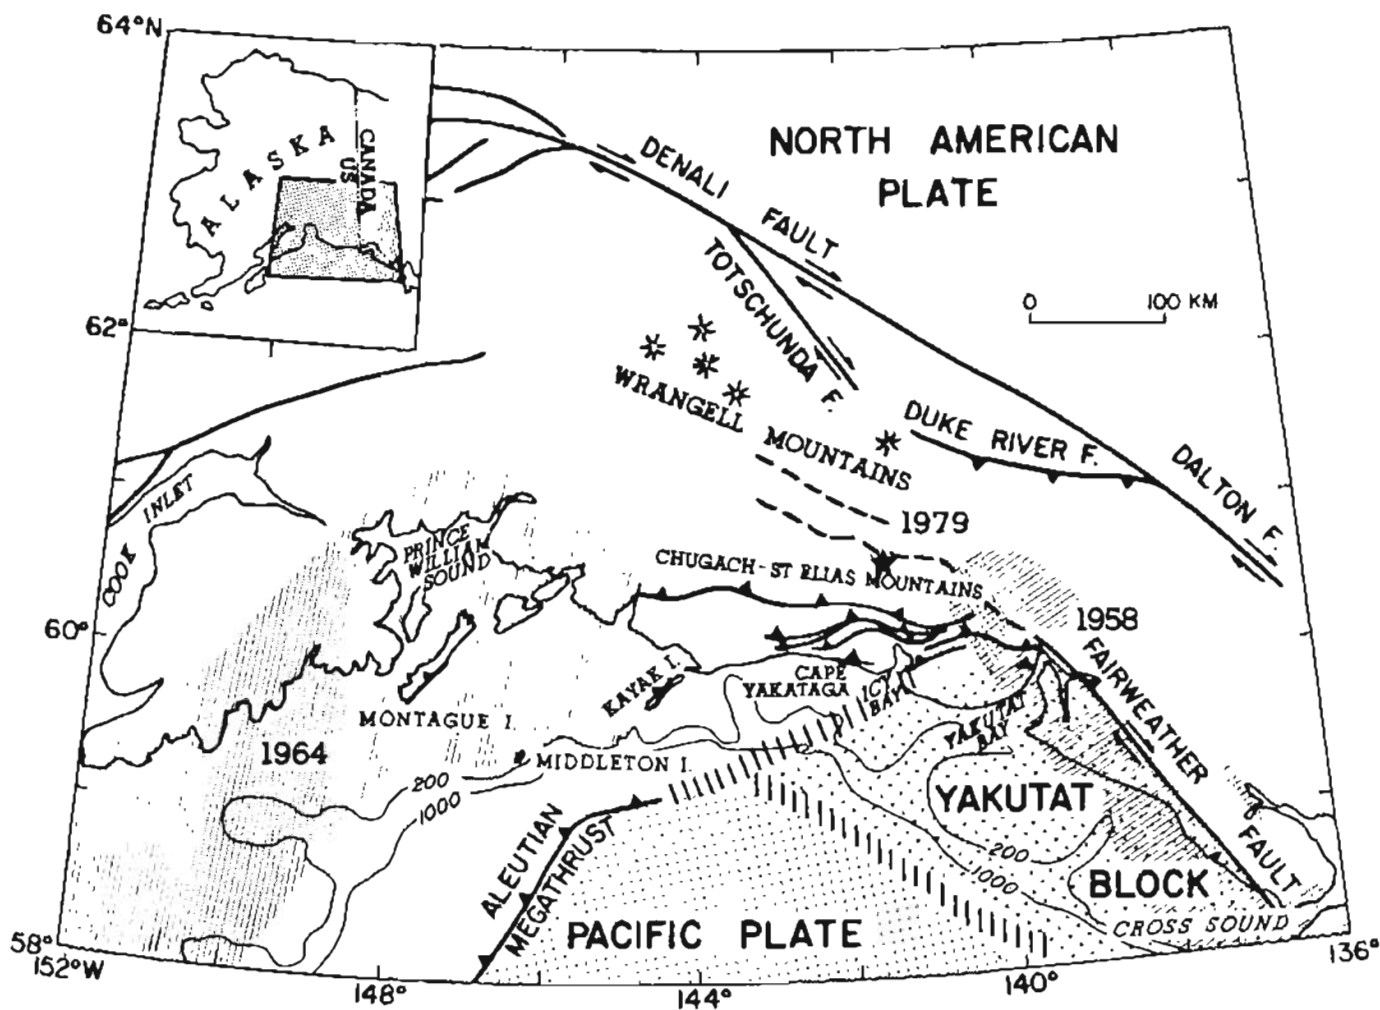 64°N
ALASKA
CANADA
US
NORTH AMERICAN
PLATE
DENALI
FAULT
TOTSCHUNDA F.
0 100 KM
62°
WRANGELL MOUNTAINS
DUKE RIVER F.
DALTON F.
COOK INLET
1979
PRINCE
WILLIAM
SOUND
CHUGACH-ST ELIAS MOUNTAINS
60°
1958
FAIRWEATHER
FAULT
KAYAK I.
CAPE
YAKATAGA
ICY
BAY
YAKUTAT
BAY
MONTAGUE I.
1964
MIDDLETON I.
200
1000
YAKUTAT
BLOCK
200
1000
ALEUTIAN
MEGATHRUST
PACIFIC PLATE
CROSS SOUND
58°
152°W
148°
144°
140°
136°